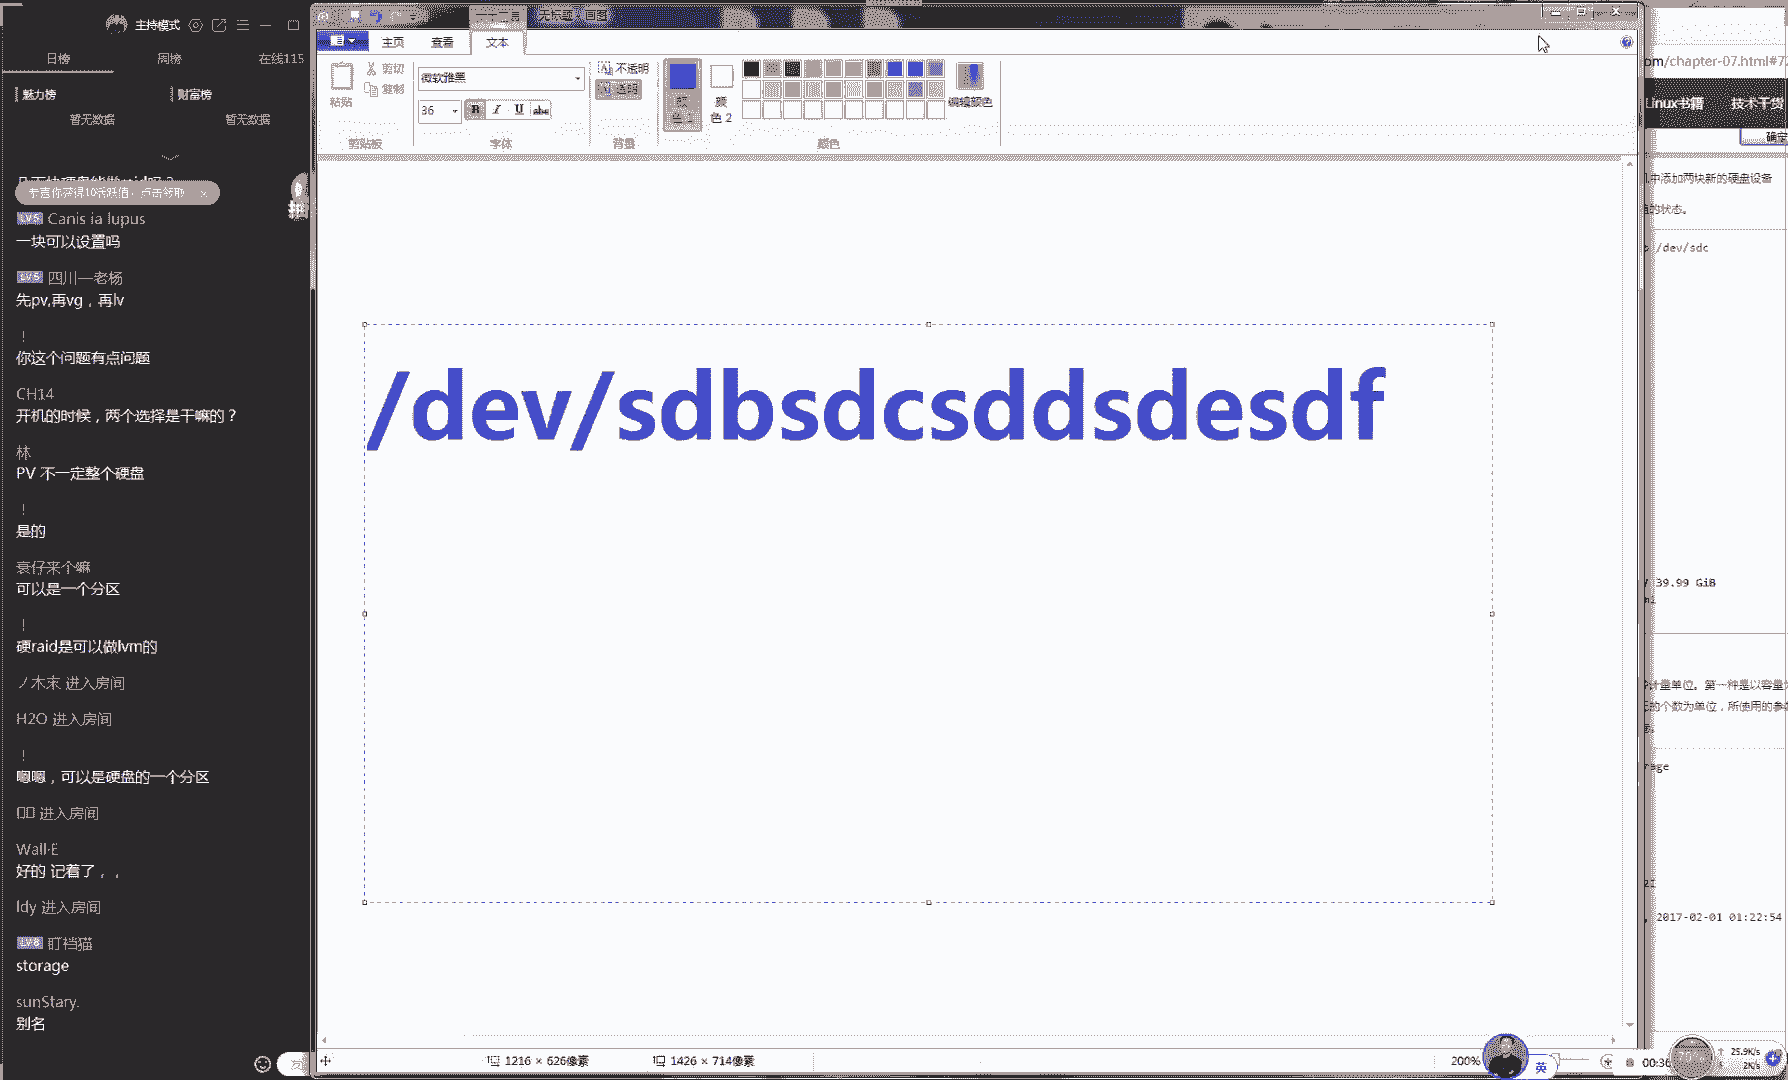 主持模式
日榜
周榜
在线115
魅力榜
财富榜
暂无数据
暂无数据
恭喜你获得10活跃值，点击领取
LV5 Canis ia lupus
一块可以设置吗
LV5 四川—老杨
先pv,再vg，再lv
！
你这个问题有点问题
CH14
开机的时候，两个选择是干嘛的？
林
PV 不一定整个硬盘
！
是的
衰仔来个嘛
可以是一个分区
！
硬raid是可以做lvm的
ノ木末 进入房间
H2O 进入房间
！
嗯嗯，可以是硬盘的一个分区
进入房间
Wall·E
好的 记着了，，
ldy 进入房间
LV6 盯裆猫
storage
sunStary.
别名
主页
查看
文本
粘贴
剪切
复制
剪贴板
微软雅黑
36
B I U abc
字体
不透明
透明
背景
颜色 1
颜色 2
编辑颜色
颜色
/dev/sdbsdcsddsdesdf
1216 × 626像素
1426 × 714像素
200%
英
om/chapter-07.html#72
Linux书籍
技术干货
确定
中添加两块新的硬盘设备
的状态。
/dev/sdc
39.99 GiB
计量单位。第一种是以容量
的个数为单位，所使用的参
rage
, 2017-02-01 01:22:54
00:36
25.9K/s
2K/s